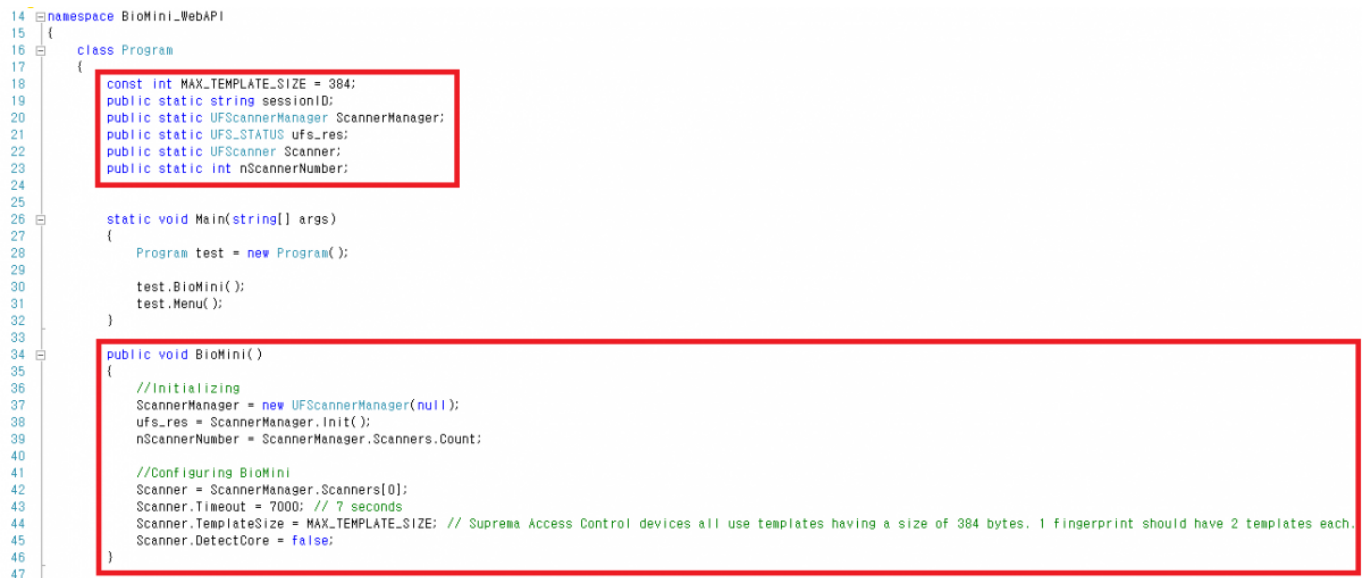 14 namespace BioMini_WebAPI
15 {
16 class Program
17 {
18 const int MAX_TEMPLATE_SIZE = 384;
19 public static string sessionID;
20 public static UFScannerManager ScannerManager;
21 public static UFS_STATUS ufs_res;
22 public static UFScanner Scanner;
23 public static int nScannerNumber;
24
25
26 static void Main(string[] args)
27 {
28 Program test = new Program();
29
30 test.BioMini();
31 test.Menu();
32 }
33
34 public void BioMini()
35 {
36 //Initializing
37 ScannerManager = new UFScannerManager(null);
38 ufs_res = ScannerManager.Init();
39 nScannerNumber = ScannerManager.Scanners.Count;
40
41 //Configuring BioMini
42 Scanner = ScannerManager.Scanners[0];
43 Scanner.Timeout = 7000; // 7 seconds
44 Scanner.TemplateSize = MAX_TEMPLATE_SIZE; // Suprema Access Control devices all use templates having a size of 384 bytes. 1 fingerprint should have 2 templates each.
45 Scanner.DetectCore = false;
46 }
47